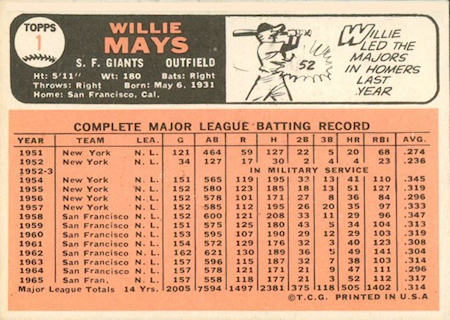 TOPPS
1
WILLIE
MAYS
S. F. GIANTS OUTFIELD
Ht: 5'11" Wt: 180 Bats: Right
Throws: Right Born: May 6, 1931
Home: San Francisco, Cal.
52
WILLIE
LED THE
MAJORS
IN HOMERS
LAST
YEAR
COMPLETE MAJOR LEAGUE BATTING RECORD
YEAR TEAM LEA. G AB R H 2B 3B HR RBI AVG.
1951 New York N. L. 121 464 59 127 22 5 20 68 .274
1952 New York N. L. 34 127 17 30 2 4 4 23 .236
1952-3 IN MILITARY SERVICE
1954 New York N. L. 151 565 119 195 33 13 41 110 .345
1955 New York N. L. 152 580 123 185 18 13 51 127 .319
1956 New York N. L. 152 578 101 171 27 8 36 84 .296
1957 New York N. L. 152 585 112 195 26 20 35 97 .333
1958 San Francisco N. L. 152 600 121 208 33 11 29 96 .347
1959 San Francisco N. L. 151 575 125 180 43 5 34 104 .313
1960 San Francisco N. L. 153 595 107 190 29 12 29 103 .319
1961 San Francisco N. L. 154 572 129 176 32 3 40 123 .308
1962 San Francisco N. L. 162 621 130 189 36 5 49 141 .304
1963 San Francisco N. L. 157 596 115 187 32 7 38 103 .314
1964 San Francisco N. L. 157 578 121 171 21 9 47 111 .296
1965 San Fran. N. L. 157 558 118 177 21 3 52 112 .317
Major League Totals 14 Yrs. 2005 7594 1497 2381 375 118 505 1402 .314
©T.C.G. PRINTED IN U.S.A